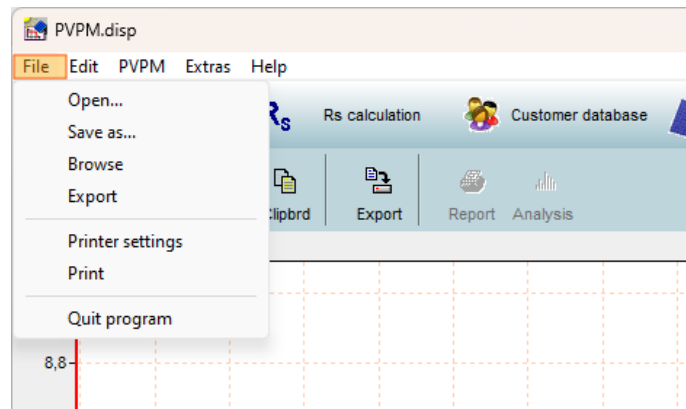 PVPM.disp
File Edit PVPM Extras Help
Open...
Save as...
Browse
Export
Printer settings
Print
Quit program
Rs Rs calculation Customer database
Export Report Analysis
8,8